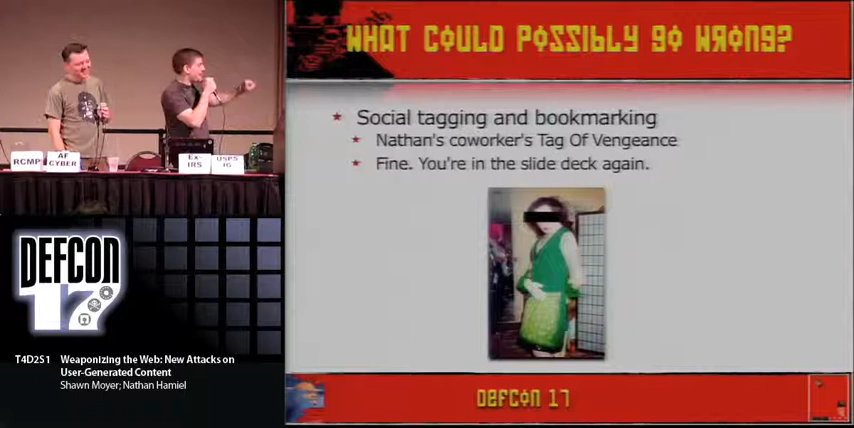 WHAT COULD POSSIBLY GO WRONG?
Social tagging and bookmarking
Nathan's coworker's Tag Of Vengeance
Fine. You're in the slide deck again.
DEFCON 17
RCMP
AF
CYBER
Ex-
IRS
USPS
IG
DEFCON
17
T4D2S1 Weaponizing the Web: New Attacks on
User-Generated Content
Shawn Moyer; Nathan Hamiel